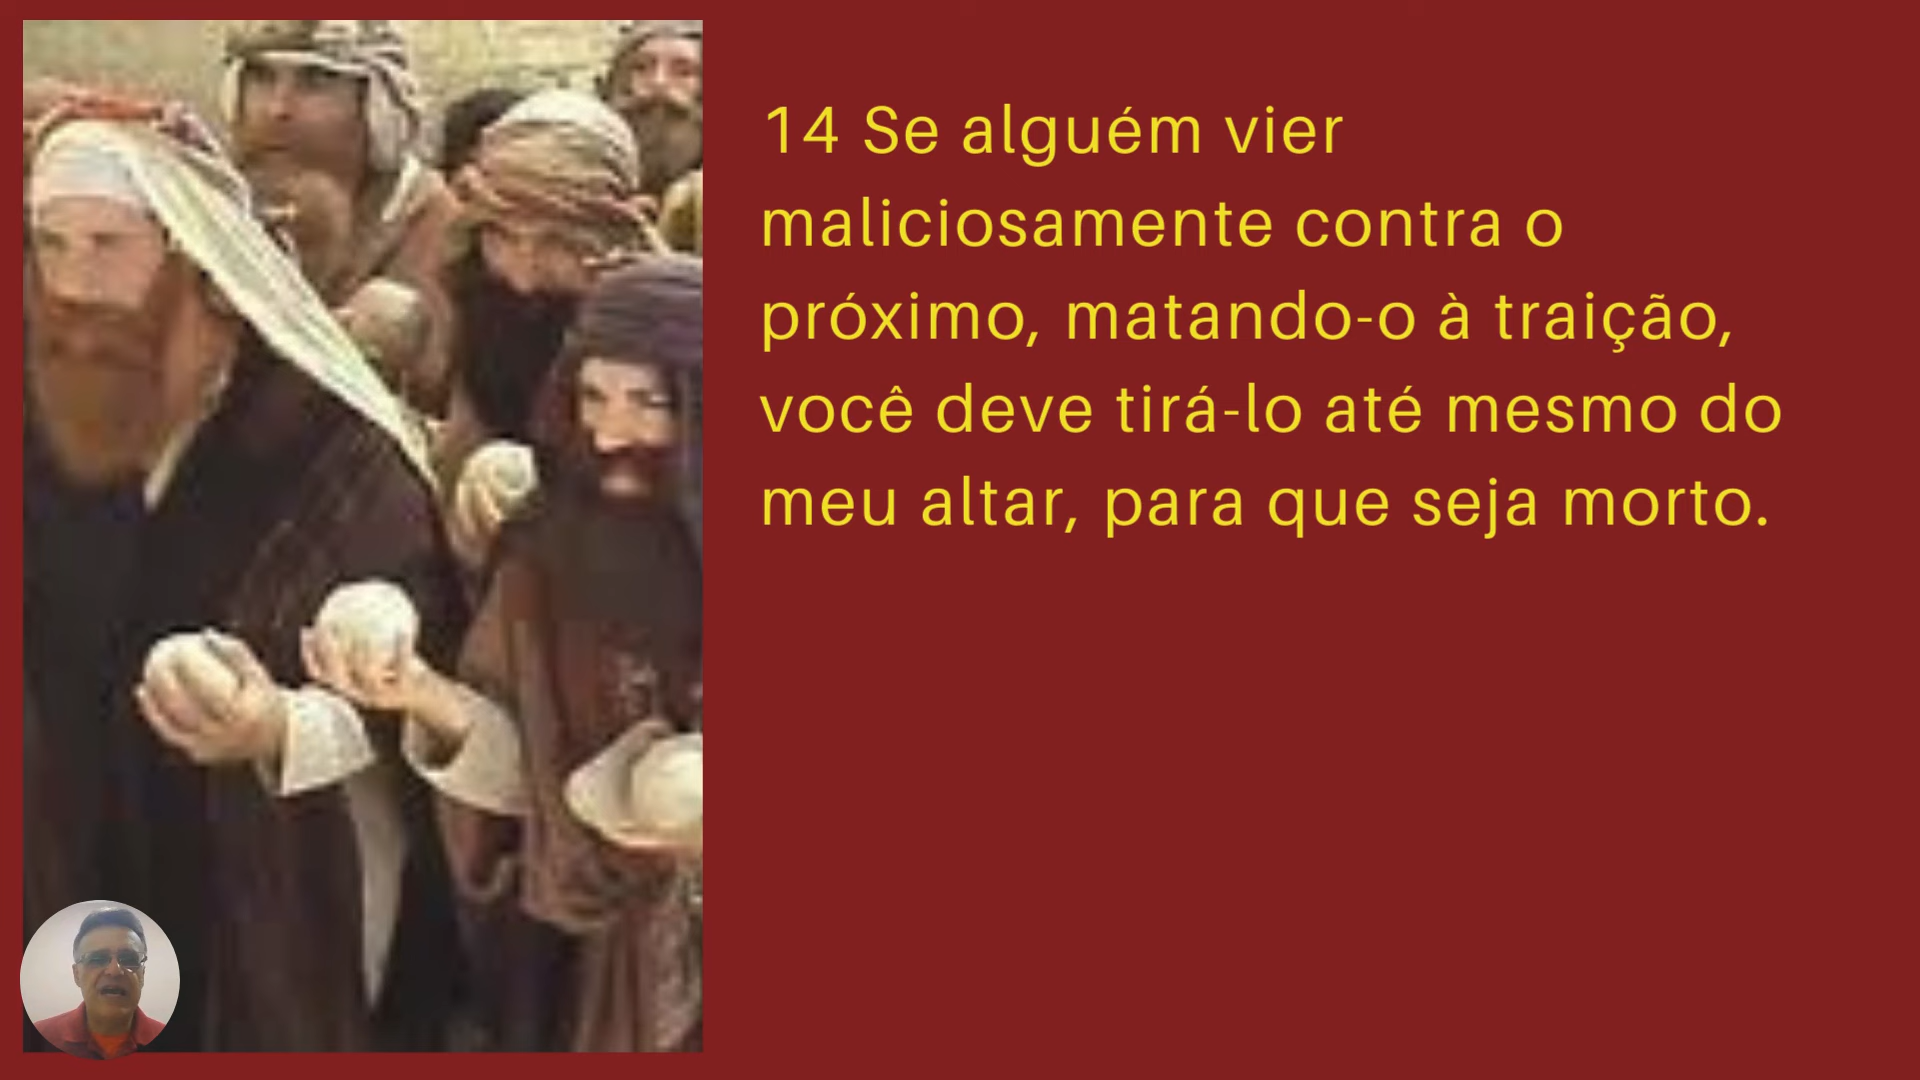 14 Se alguém vier
maliciosamente contra o
próximo, matando-o à traição,
você deve tirá-lo até mesmo do
meu altar, para que seja morto.